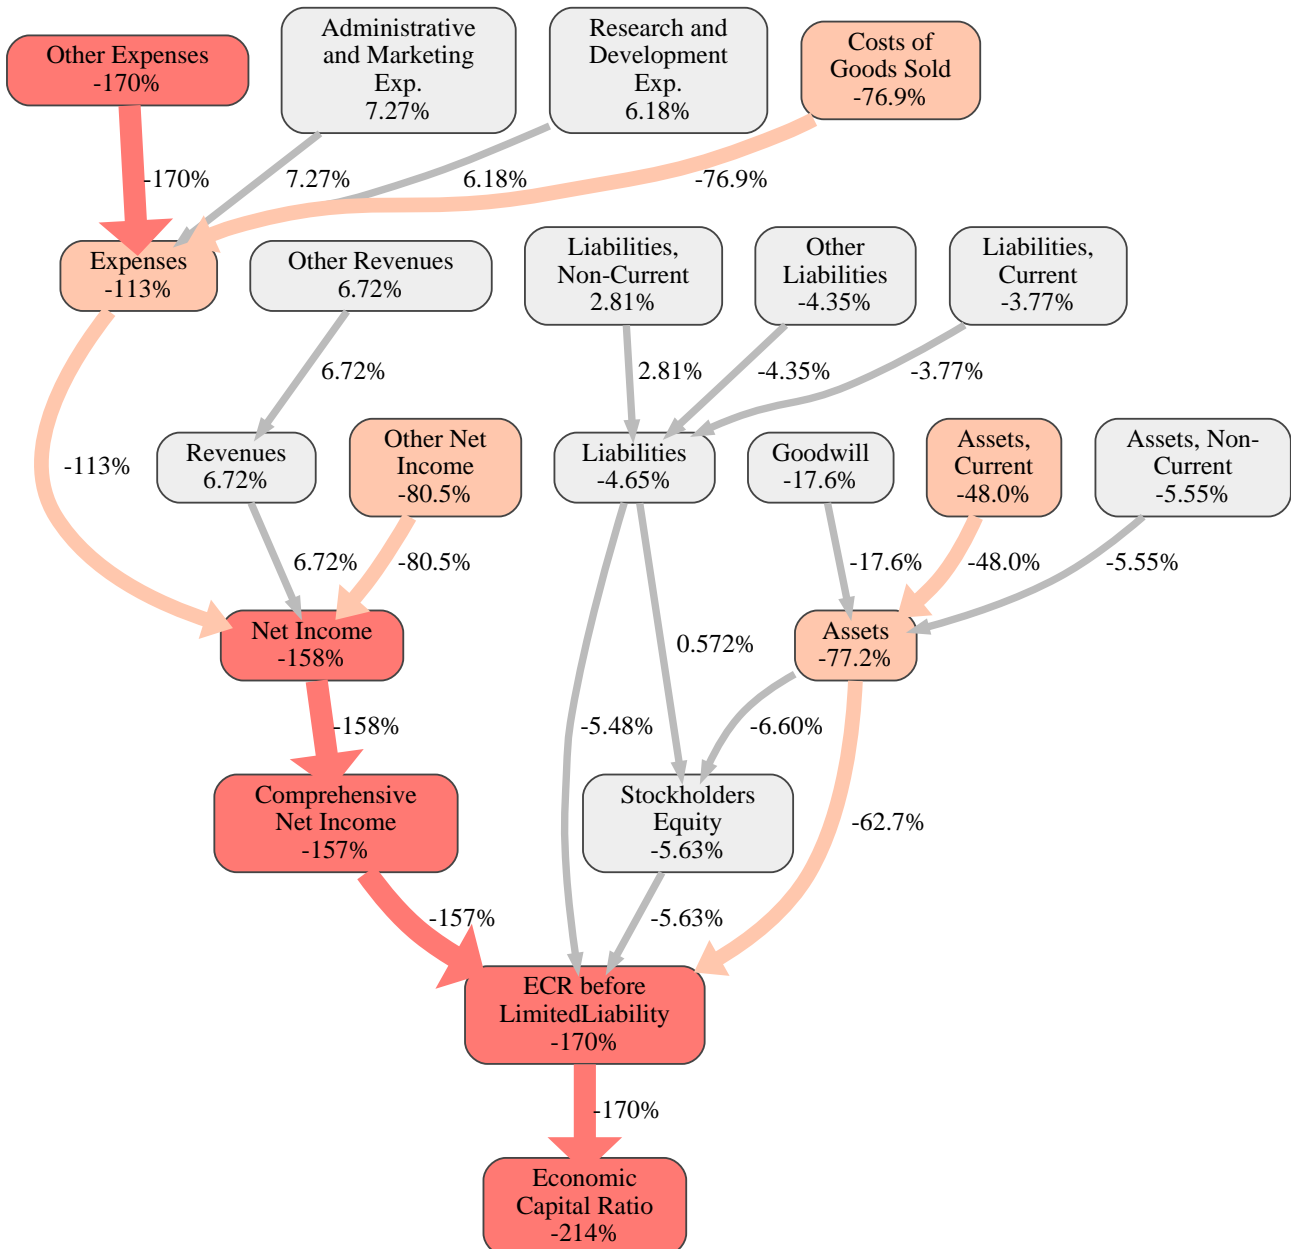 Other Expenses
-170%
Administrative
and Marketing
Exp.
7.27%
Research and
Development
Exp.
6.18%
Costs of
Goods Sold
-76.9%
-170%
7.27%
6.18%
-76.9%
Expenses
-113%
Other Revenues
6.72%
Liabilities,
Non-Current
2.81%
Other
Liabilities
-4.35%
Liabilities,
Current
-3.77%
6.72%
2.81%
-4.35%
-3.77%
-113%
Revenues
6.72%
Other Net
Income
-80.5%
Liabilities
-4.65%
Goodwill
-17.6%
Assets,
Current
-48.0%
Assets, Non-
Current
-5.55%
6.72%
-80.5%
-17.6%
-48.0%
-5.55%
Net Income
-158%
0.572%
Assets
-77.2%
-158%
-5.48%
-6.60%
Comprehensive
Net Income
-157%
Stockholders
Equity
-5.63%
-62.7%
-157%
-5.63%
ECR before
LimitedLiability
-170%
-170%
Economic
Capital Ratio
-214%